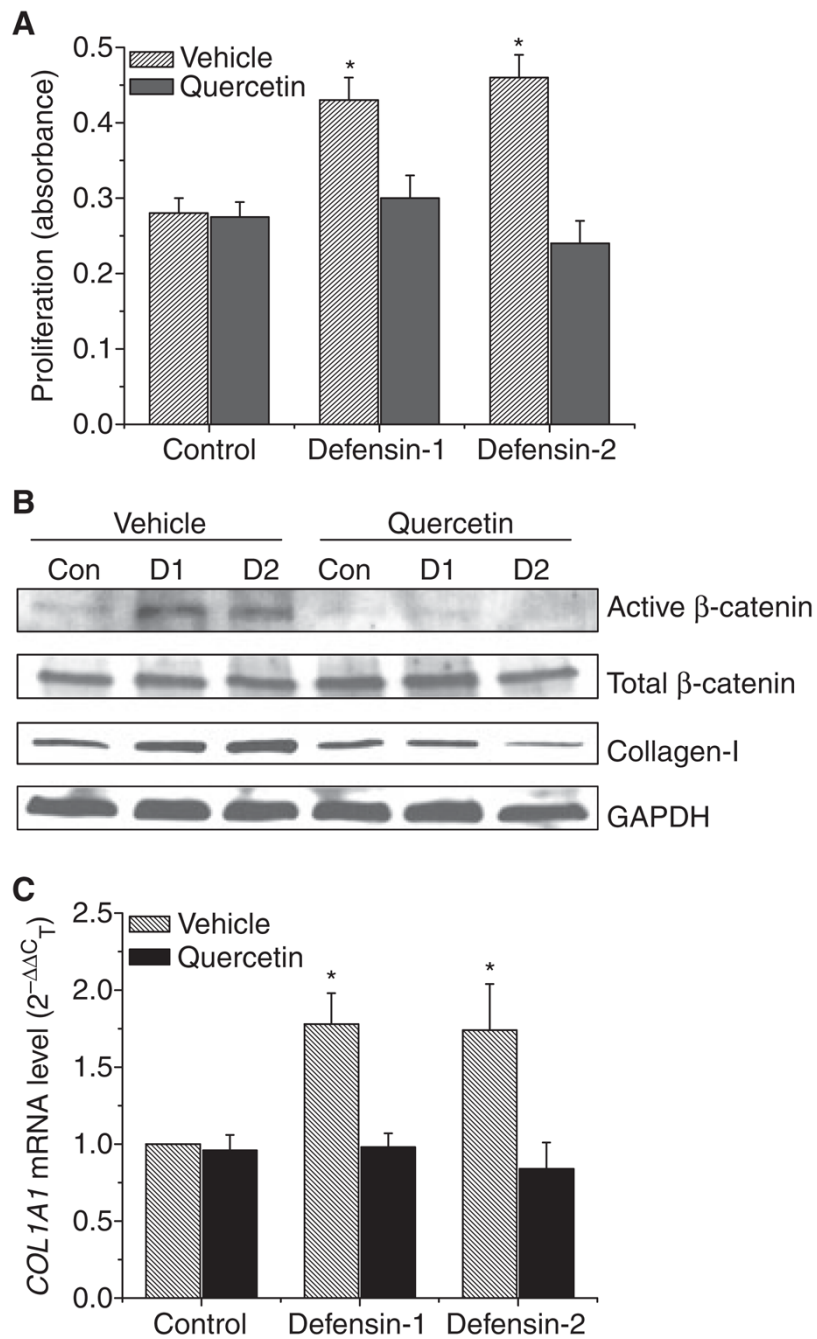 A
Proliferation (absorbance)
0.5
0.4
0.3
0.2
0.1
0.0
Vehicle
Quercetin
*
*
Control Defensin-1 Defensin-2
B
Vehicle Quercetin
Con D1 D2 Con D1 D2
Active β-catenin
Total β-catenin
Collagen-I
GAPDH
C
COL1A1 mRNA level (2–ΔΔCT)
2.5
2.0
1.5
1.0
0.5
0.0
Vehicle
Quercetin
*
*
Control Defensin-1 Defensin-2